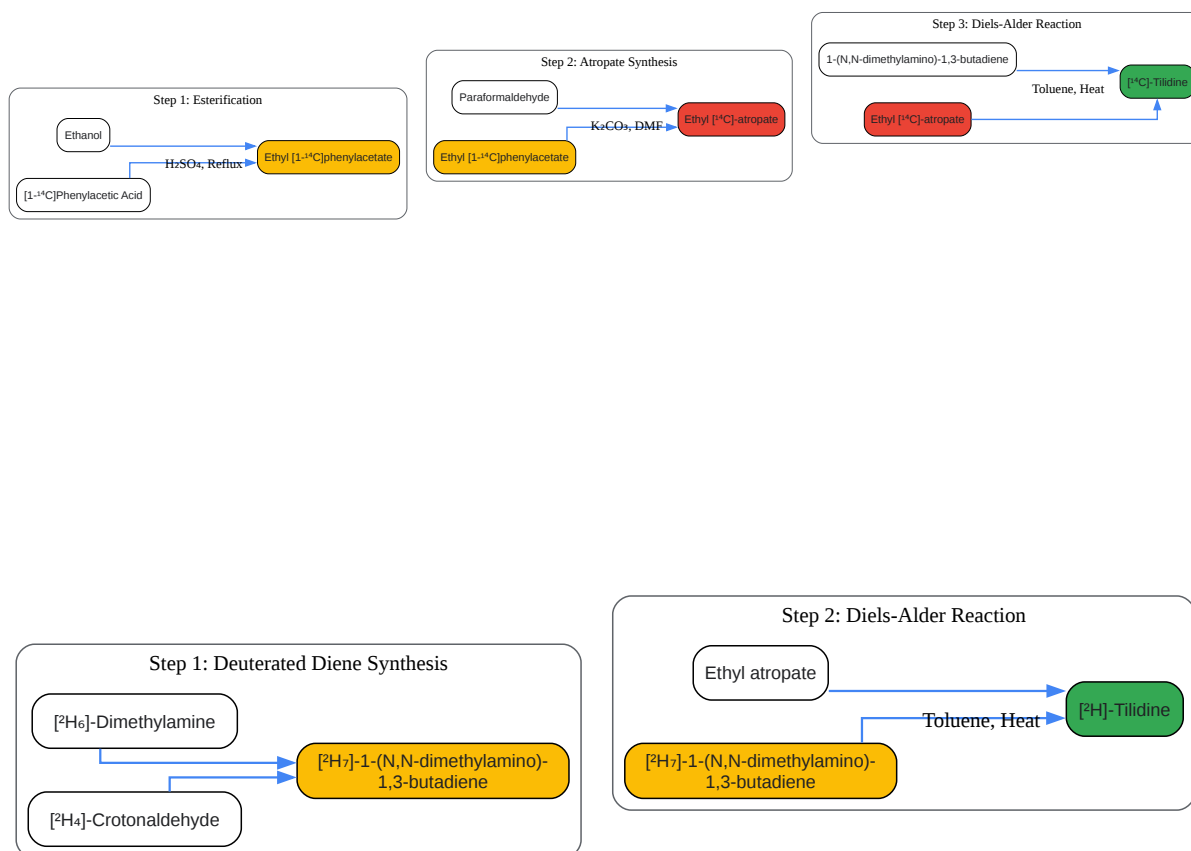 Step 1: Esterification
Ethanol
H₂SO₄, Reflux
Ethyl [1-¹⁴C]phenylacetate
[1-¹⁴C]Phenylacetic Acid
Step 2: Atropate Synthesis
Paraformaldehyde
K₂CO₃, DMF
Ethyl [¹⁴C]-atropate
Ethyl [1-¹⁴C]phenylacetate
Step 3: Diels-Alder Reaction
1-(N,N-dimethylamino)-1,3-butadiene
Toluene, Heat
[¹⁴C]-Tilidine
Ethyl [¹⁴C]-atropate
Step 1: Deuterated Diene Synthesis
[²H₆]-Dimethylamine
[²H₇]-1-(N,N-dimethylamino)-
1,3-butadiene
[²H₄]-Crotonaldehyde
Step 2: Diels-Alder Reaction
Ethyl atropate
Toluene, Heat
[²H]-Tilidine
[²H₇]-1-(N,N-dimethylamino)-
1,3-butadiene